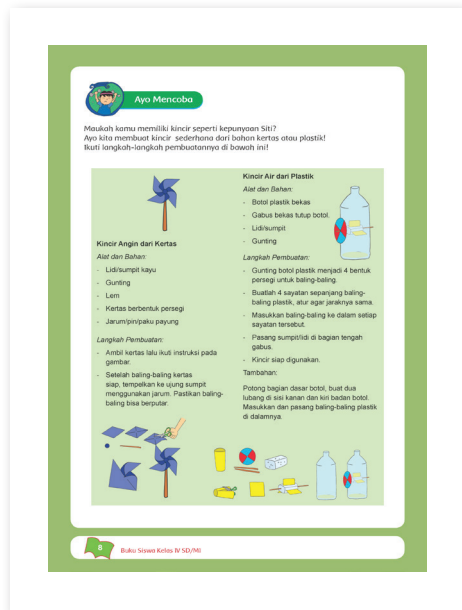 Ayo Mencoba
Maukah kamu memiliki kincir seperti kepunyaan Siti?
Ayo kita membuat kincir sederhana dari bahan kertas atau plastik!
Ikuti langkah-langkah pembuatannya di bawah ini!
Kincir Angin dari Kertas
Alat dan Bahan:
- Lidi/sumpit kayu
- Gunting
- Lem
- Kertas berbentuk persegi
- Jarum/pin/paku payung
Langkah Pembuatan:
- Ambil kertas lalu ikuti instruksi pada
gambar.
- Setelah baling-baling kertas
siap, tempelkan ke ujung sumpit
menggunakan jarum. Pastikan baling-
baling bisa berputar.
Kincir Air dari Plastik
Alat dan Bahan:
- Botol plastik bekas
- Gabus bekas tutup botol.
- Lidi/sumpit
- Gunting
Langkah Pembuatan:
- Gunting botol plastik menjadi 4 bentuk
persegi untuk baling-baling.
- Buatlah 4 sayatan sepanjang baling-
baling plastik, atur agar jaraknya sama.
- Masukkan baling-baling ke dalam setiap
sayatan tersebut.
- Pasang sumpit/lidi di bagian tengah
gabus.
- Kincir siap digunakan.
Tambahan:
Potong bagian dasar botol, buat dua
lubang di sisi kanan dan kiri badan botol.
Masukkan dan pasang baling-baling plastik
di dalamnya.
8
Buku Siswa Kelas IV SD/MI